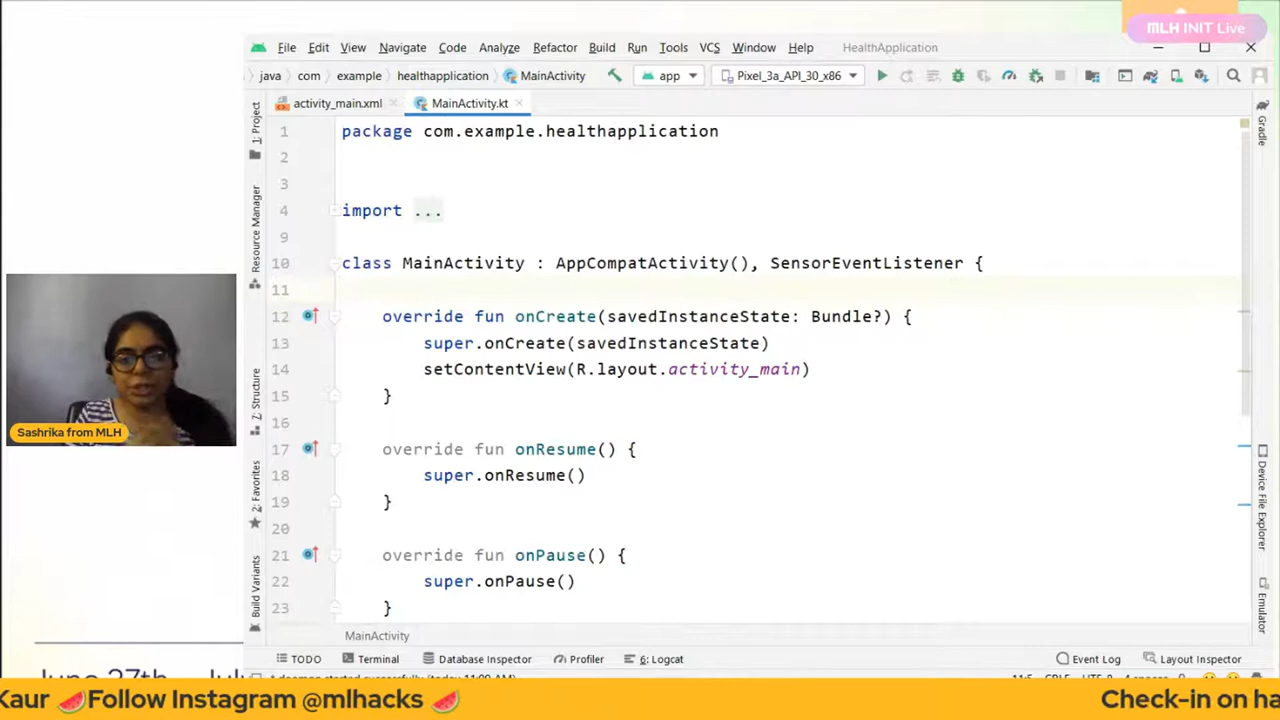 MLH INIT Live
File Edit View Navigate Code Analyze Refactor Build Run Tools VCS Window Help HealthApplication
java com example healthapplication MainActivity app Pixel_3a_API_30_x86
activity_main.xml MainActivity.kt
1: Project
Resource Manager
7: Structure
2: Favorites
Build Variants
1 package com.example.healthapplication
2
3
4 import ...
9
10 class MainActivity : AppCompatActivity(), SensorEventListener {
11
12 override fun onCreate(savedInstanceState: Bundle?) {
13 super.onCreate(savedInstanceState)
14 setContentView(R.layout.activity_main)
15 }
16
17 override fun onResume() {
18 super.onResume()
19 }
20
21 override fun onPause() {
22 super.onPause()
23 }
Gradle
Device File Explorer
Emulator
Sashrika from MLH
MainActivity
TODO Terminal Database Inspector Profiler 6: Logcat Event Log Layout Inspector
Kaur 🍉Follow Instagram @mlhacks 🍉 Check-in on ha